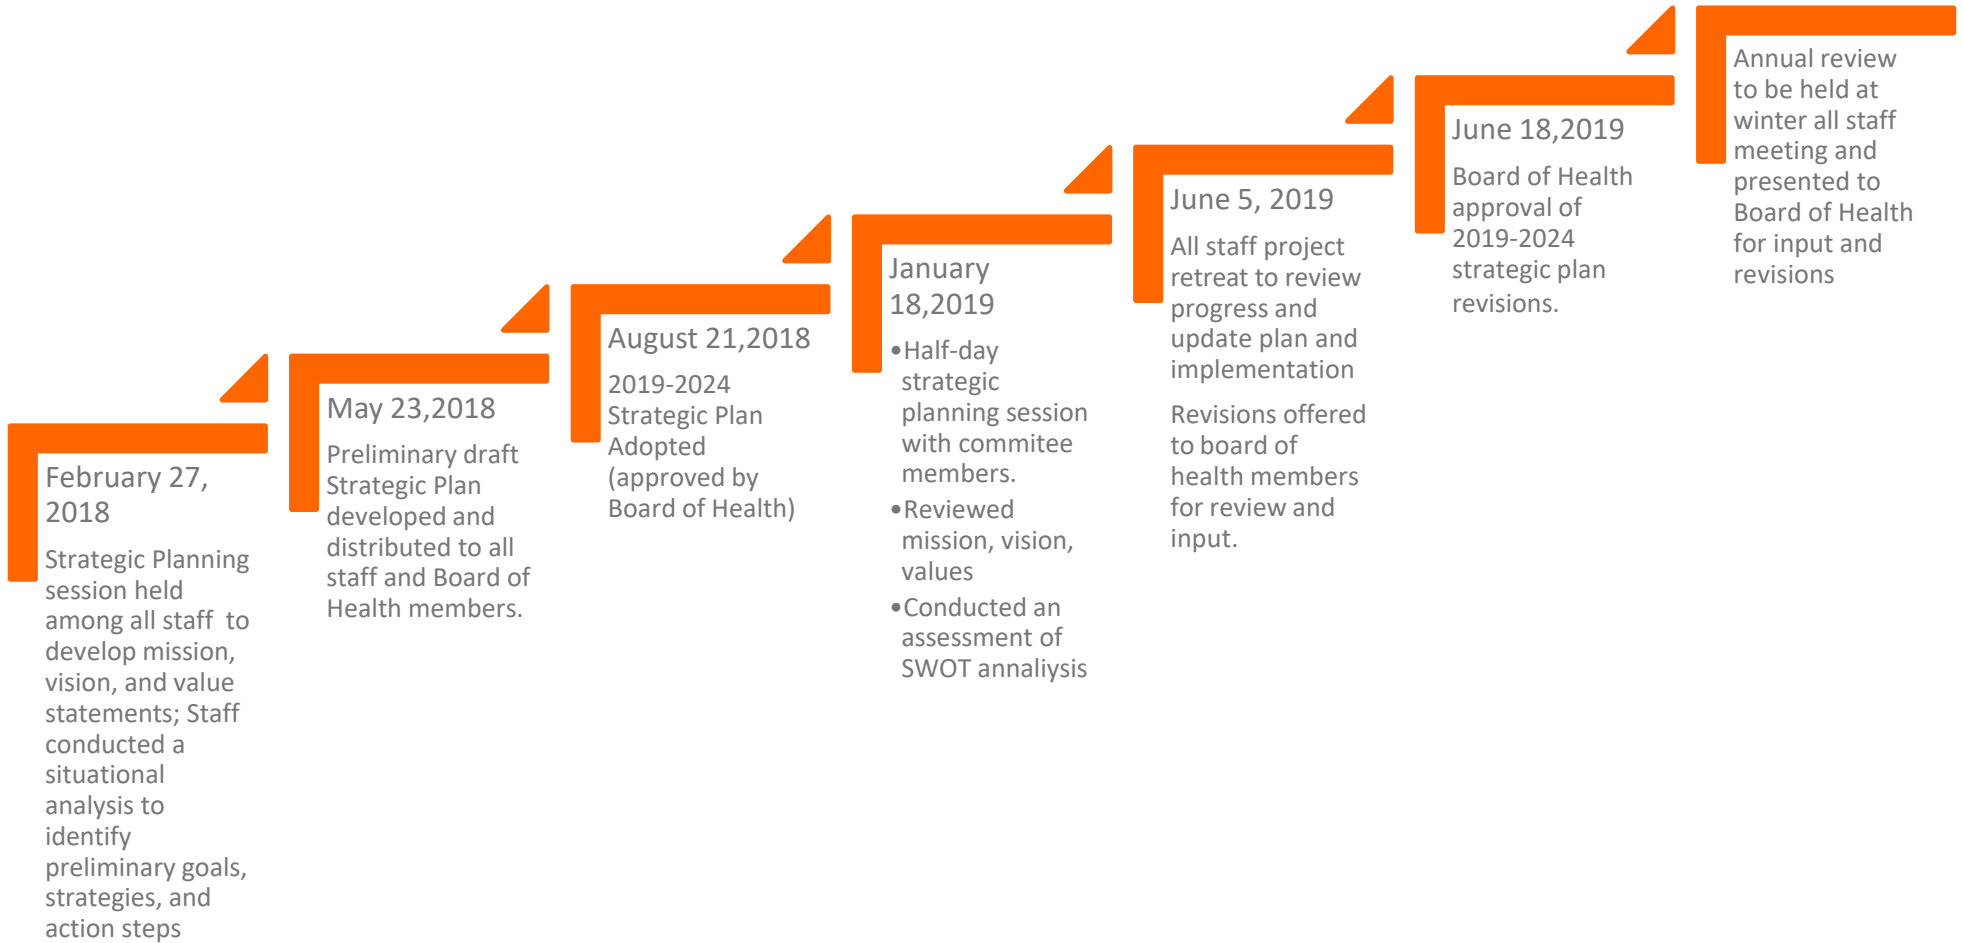 February 27,
2018
Strategic Planning
session held
among all staff  to
develop mission,
vision, and value
statements; Staff
conducted a
situational
analysis to
identify
preliminary goals,
strategies, and
action steps
May 23,2018
Preliminary draft
Strategic Plan
developed and
distributed to all
staff and Board of
Health members.
August 21,2018
2019-2024
Strategic Plan
Adopted
(approved by
Board of Health)
January
18,2019
•Half-day
strategic
planning session
with commitee
members.
•Reviewed
mission, vision,
values
•Conducted an
assessment of
SWOT annaliysis
June 5, 2019
All staff project
retreat to review
progress and
update plan and
implementation
Revisions offered
to board of
health members
for review and
input.
June 18,2019
Board of Health
approval of
2019-2024
strategic plan
revisions.
Annual review
to be held at
winter all staff
meeting and
presented to
Board of Health
for input and
revisions